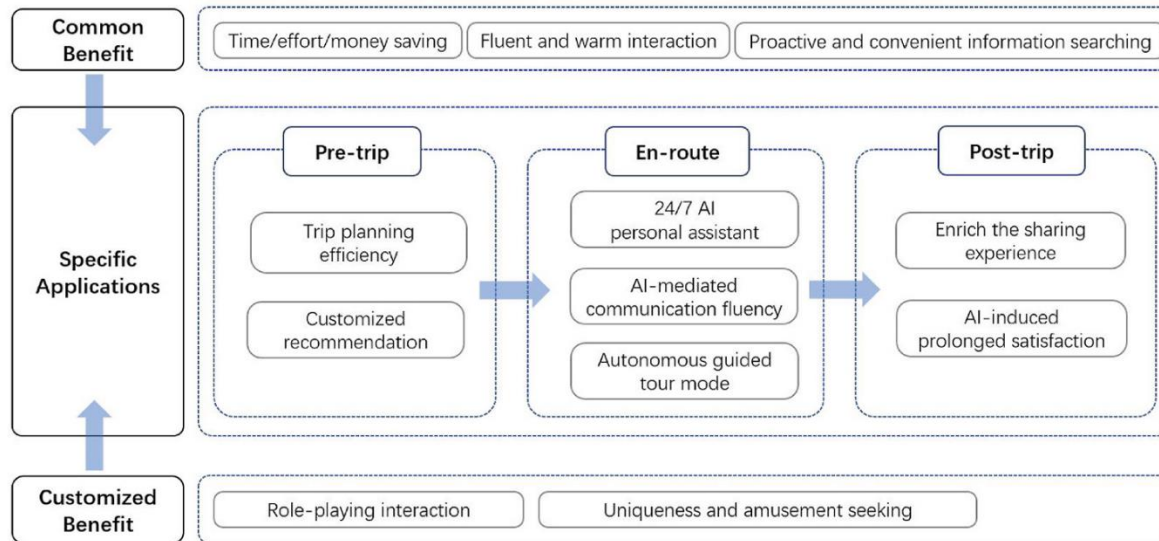 Common
Benefit
Time/effort/money saving
Fluent and warm interaction
Proactive and convenient information searching
Specific
Applications
Pre-trip
Trip planning
efficiency
Customized
recommendation
En-route
24/7 AI
personal assistant
AI-mediated
communication fluency
Autonomous guided
tour mode
Post-trip
Enrich the sharing
experience
AI-induced
prolonged satisfaction
Customized
Benefit
Role-playing interaction
Uniqueness and amusement seeking